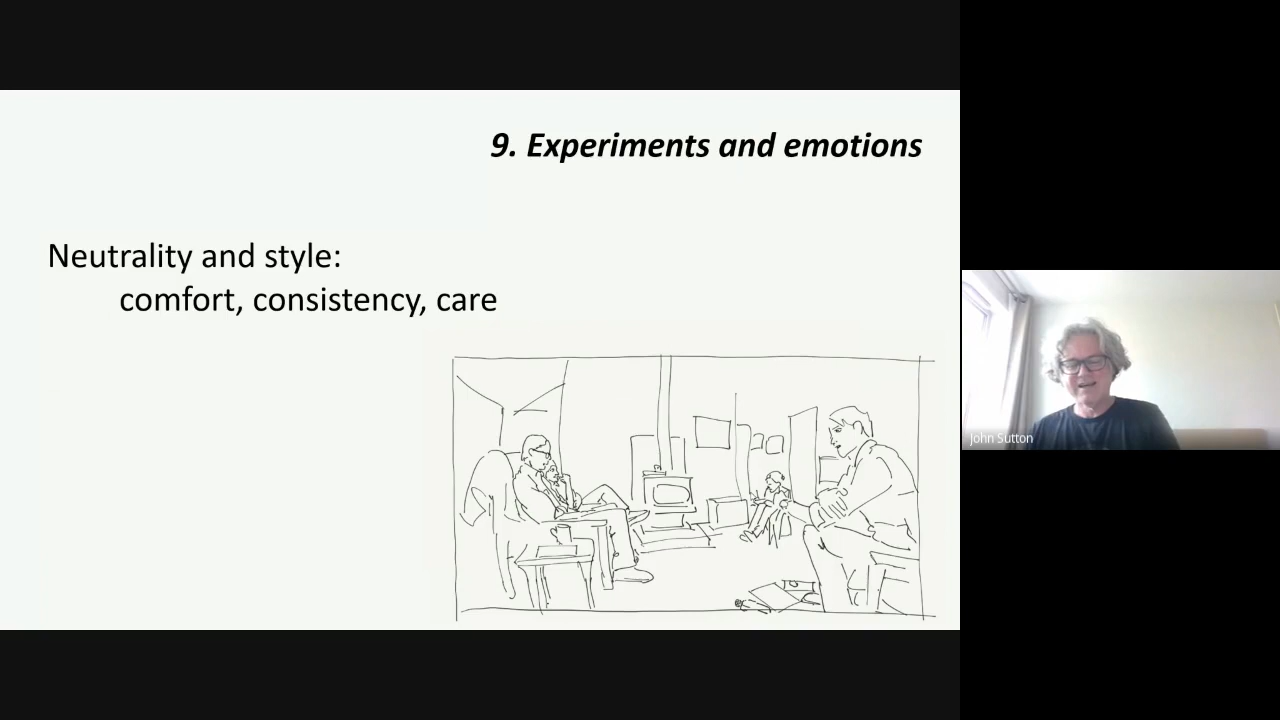 9. Experiments and emotions
Neutrality and style:
comfort, consistency, care
John Sutton